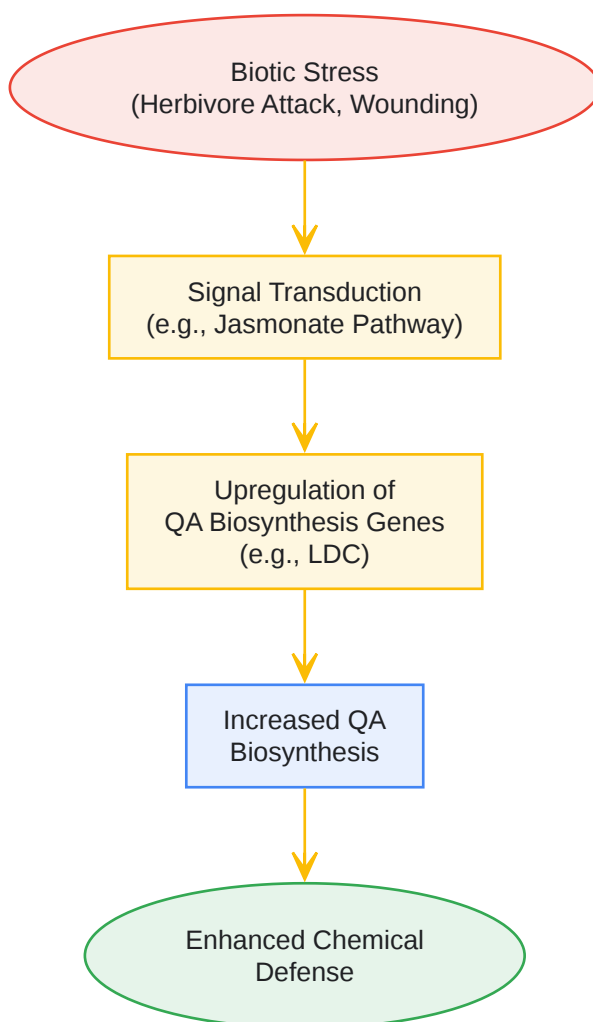 Biotic Stress
(Herbivore Attack, Wounding)
Signal Transduction
(e.g., Jasmonate Pathway)
Upregulation of
QA Biosynthesis Genes
(e.g., LDC)
Increased QA
Biosynthesis
Enhanced Chemical
Defense